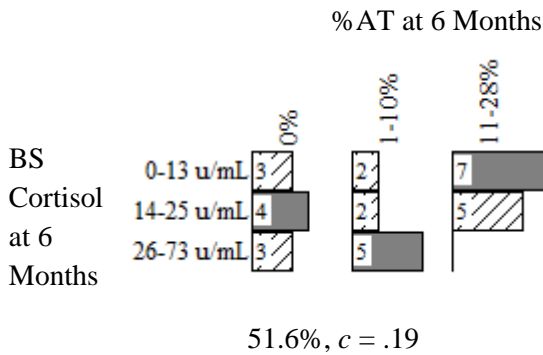 %AT at 6 Months
0%
1-10%
11-28%
BS
Cortisol
at 6
Months
0-13 u/mL 3 2 7
14-25 u/mL 4 2 5
26-73 u/mL 3 5
51.6%, c = .19